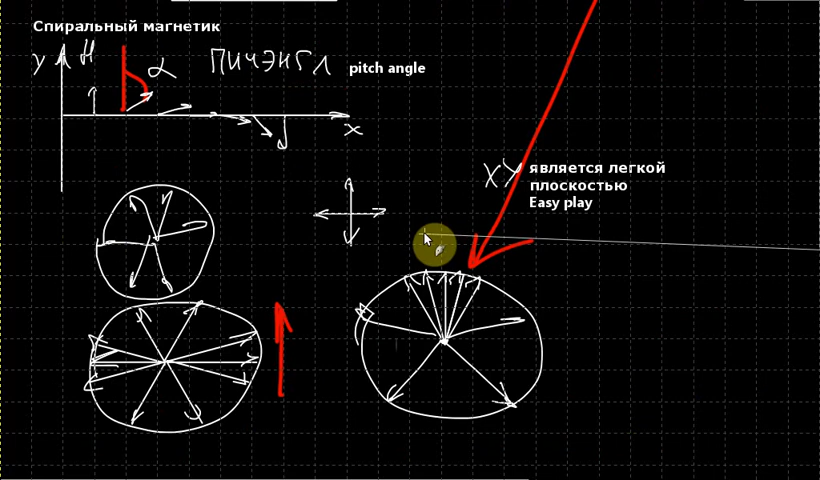 Спиральный магнетик
y H
α ПИЧЭНГЛ pitch angle
x
XY является легкой
плоскостью
Easy play